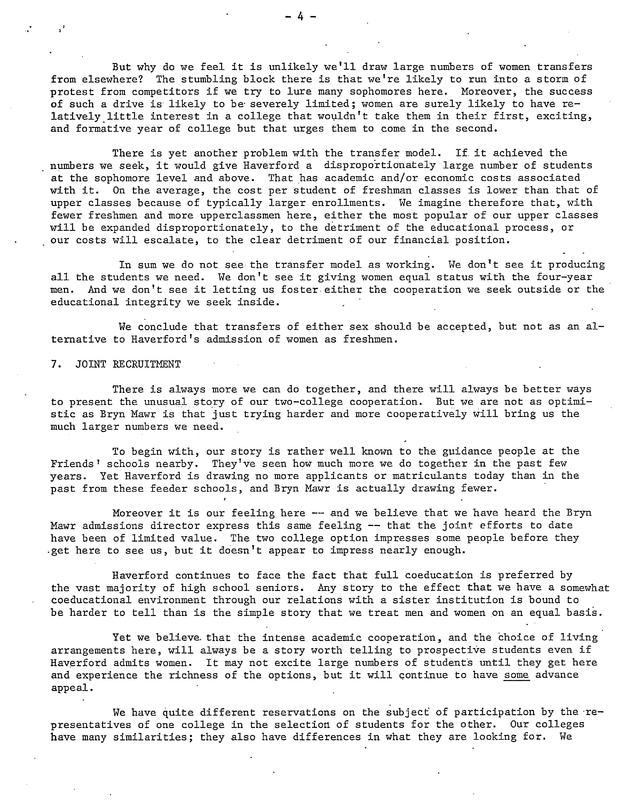 - 4 -
But why do we feel it is unlikely we'll draw large numbers of women transfers
from elsewhere? The stumbling block there is that we're likely to run into a storm of
protest from competitors if we try to lure many sophomores here. Moreover, the success
of such a drive is likely to be severely limited; women are surely likely to have re-
latively little interest in a college that wouldn't take them in their first, exciting,
and formative year of college but that urges them to come in the second.
There is yet another problem with the transfer model. If it achieved the
numbers we seek, it would give Haverford a disproportionately large number of students
at the sophomore level and above. That has academic and/or economic costs associated
with it. On the average, the cost per student of freshman classes is lower than that of
upper classes because of typically larger enrollments. We imagine therefore that, with
fewer freshmen and more upperclassmen here, either the most popular of our upper classes
will be expanded disproportionately, to the detriment of the educational process, or
our costs will escalate, to the clear detriment of our financial position.
In sum we do not see the transfer model as working. We don't see it producing
all the students we need. We don't see it giving women equal status with the four-year
men. And we don't see it letting us foster either the cooperation we seek outside or the
educational integrity we seek inside.
We conclude that transfers of either sex should be accepted, but not as an al-
ternative to Haverford's admission of women as freshmen.
7. JOINT RECRUITMENT
There is always more we can do together, and there will always be better ways
to present the unusual story of our two-college cooperation. But we are not as optimi-
stic as Bryn Mawr is that just trying harder and more cooperatively will bring us the
much larger numbers we need.
To begin with, our story is rather well known to the guidance people at the
Friends' schools nearby. They've seen how much more we do together in the past few
years. Yet Haverford is drawing no more applicants or matriculants today than in the
past from these feeder schools, and Bryn Mawr is actually drawing fewer.
Moreover it is our feeling here -- and we believe that we have heard the Bryn
Mawr admissions director express this same feeling -- that the joint efforts to date
have been of limited value. The two college option impresses some people before they
get here to see us, but it doesn't appear to impress nearly enough.
Haverford continues to face the fact that full coeducation is preferred by
the vast majority of high school seniors. Any story to the effect that we have a somewhat
coeducational environment through our relations with a sister institution is bound to
be harder to tell than is the simple story that we treat men and women on an equal basis.
Yet we believe that the intense academic cooperation, and the choice of living
arrangements here, will always be a story worth telling to prospective students even if
Haverford admits women. It may not excite large numbers of students until they get here
and experience the richness of the options, but it will continue to have some advance
appeal.
We have quite different reservations on the subject of participation by the re-
presentatives of one college in the selection of students for the other. Our colleges
have many similarities; they also have differences in what they are looking for. We